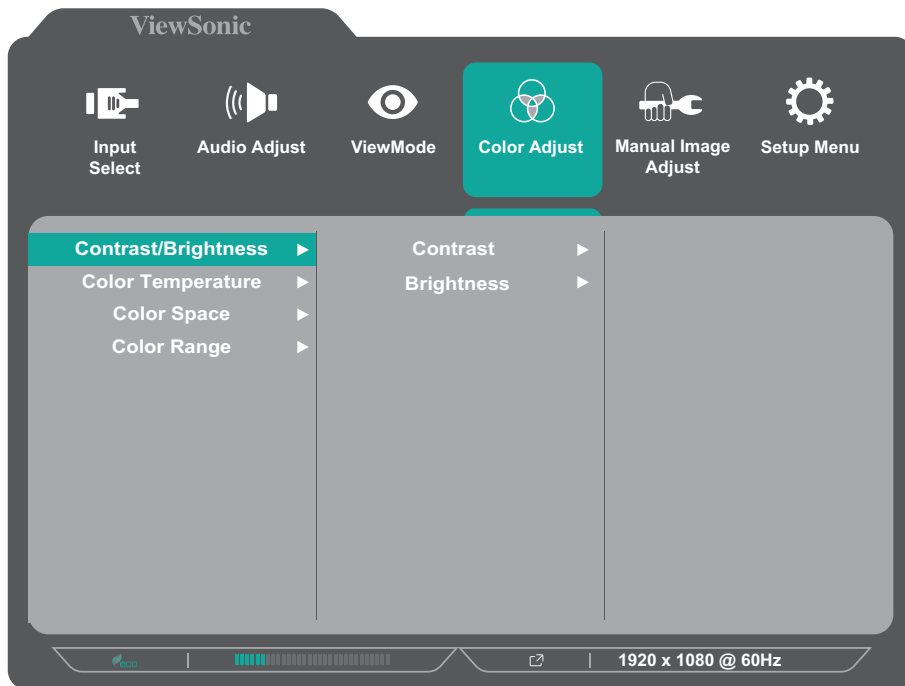 ViewSonic
Input Select
Audio Adjust
ViewMode
Color Adjust
Manual Image Adjust
Setup Menu
Contrast/Brightness
Contrast
Color Temperature
Brightness
Color Space
Color Range
eco
1920 x 1080 @ 60Hz